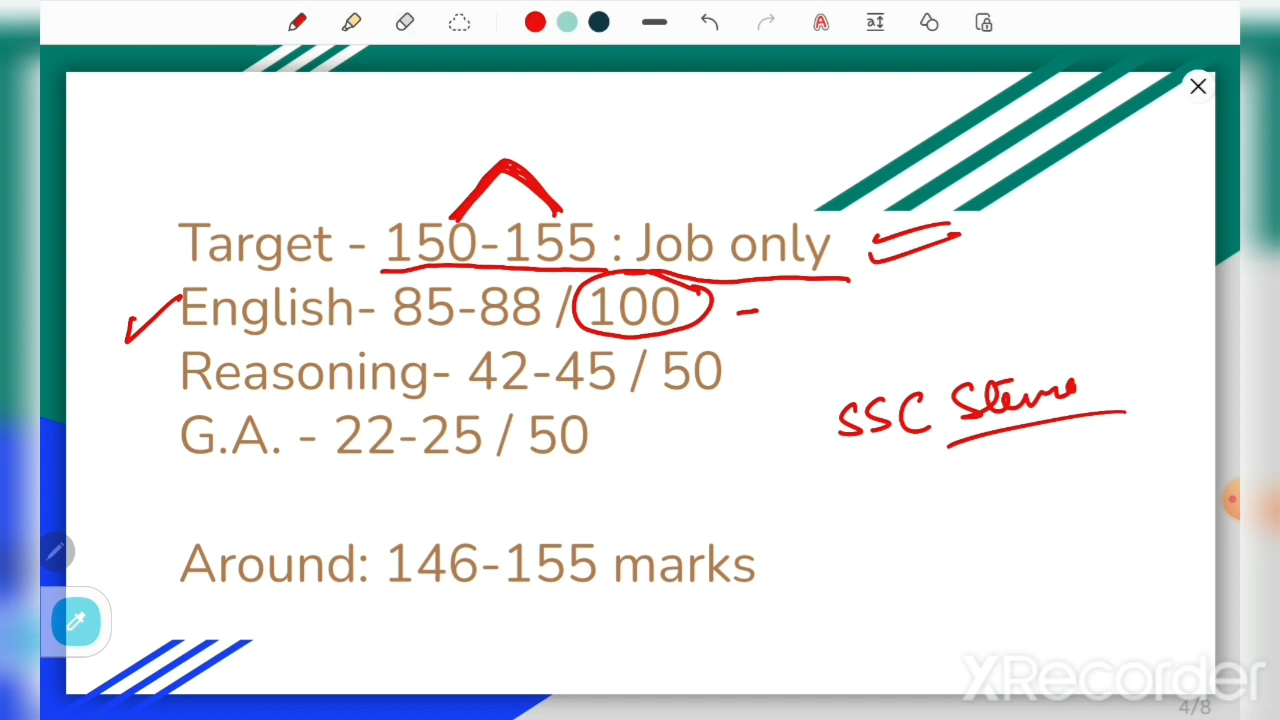 Target - 150-155 : Job only
English- 85-88 / 100 -
Reasoning- 42-45 / 50
SSC Steno
G.A. - 22-25 / 50
Around: 146-155 marks
XRecorder
4/8